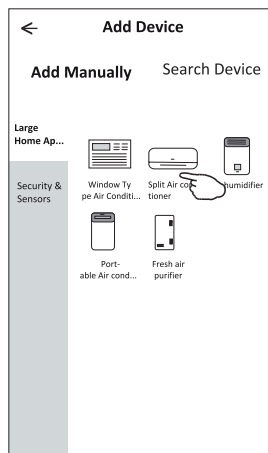 Add Device
Add Manually
Search Device
Large
Home Ap...
Security &
Sensors
Window Ty
pe Air Conditi...
Split Air con
tioner
humidifier
Port-
able Air cond...
Fresh air
purifier